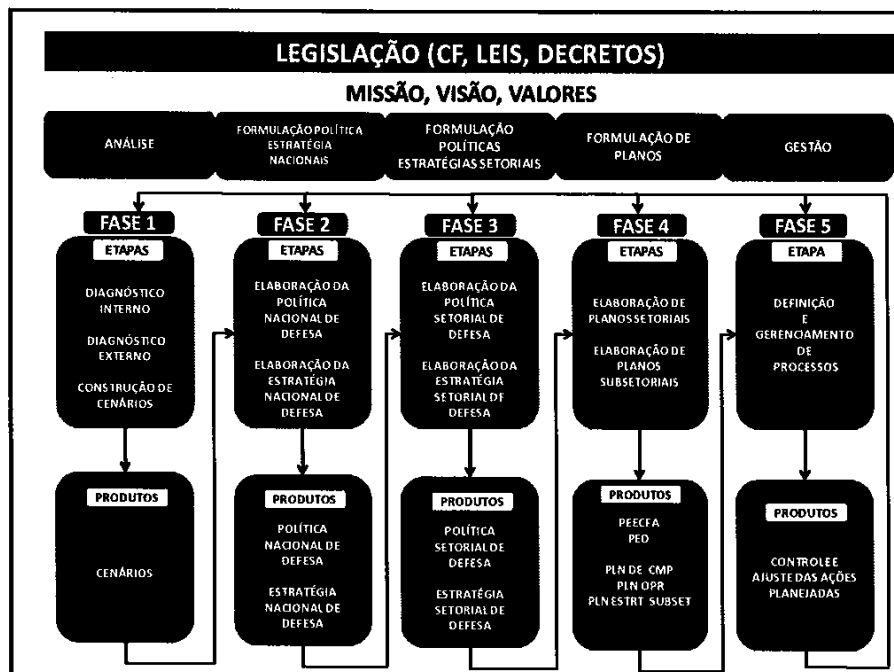 LEGISLAÇÃO (CF, LEIS, DECRETOS)
MISSÃO, VISÃO, VALORES
ANÁLISE
FORMULAÇÃO POLÍTICA
ESTRATÉGIA
NACIONAIS
FORMULAÇÃO
POLÍTICAS
ESTRATÉGIAS SETORIAIS
FORMULAÇÃO DE
PLANOS
GESTÃO
FASE 1
ETAPAS
DIAGNÓSTICO
INTERNO
DIAGNÓSTICO
EXTERNO
CONSTRUÇÃO DE
CENÁRIOS
PRODUTOS
CENÁRIOS
FASE 2
ETAPAS
ELABORAÇÃO DA
POLÍTICA
NACIONAL DE
DEFESA
ELABORAÇÃO DA
ESTRATÉGIA
NACIONAL DE
DEFESA
PRODUTOS
POLÍTICA
NACIONAL DE
DEFESA
ESTRATÉGIA
NACIONAL DE
DEFESA
FASE 3
ETAPAS
ELABORAÇÃO DA
POLÍTICA
SETORIAL DE
DEFESA
ELABORAÇÃO DA
ESTRATÉGIA
SETORIAL DE
DEFESA
PRODUTOS
POLÍTICA
SETORIAL DE
DEFESA
ESTRATÉGIA
SETORIAL DE
DEFESA
FASE 4
ETAPAS
ELABORAÇÃO DE
PLANOS SETORIAIS
ELABORAÇÃO DE
PLANOS
SUBSETORIAIS
PRODUTOS
PEECFA
PED
PLN DE CMP
PLN OPR
PLN ESTRT SUBSET
FASE 5
ETAPA
DEFINIÇÃO
E
GERENCIAMENTO
DE
PROCESSOS
PRODUTOS
CONTROLE E
AJUSTE DAS AÇÕES
PLANEJADAS